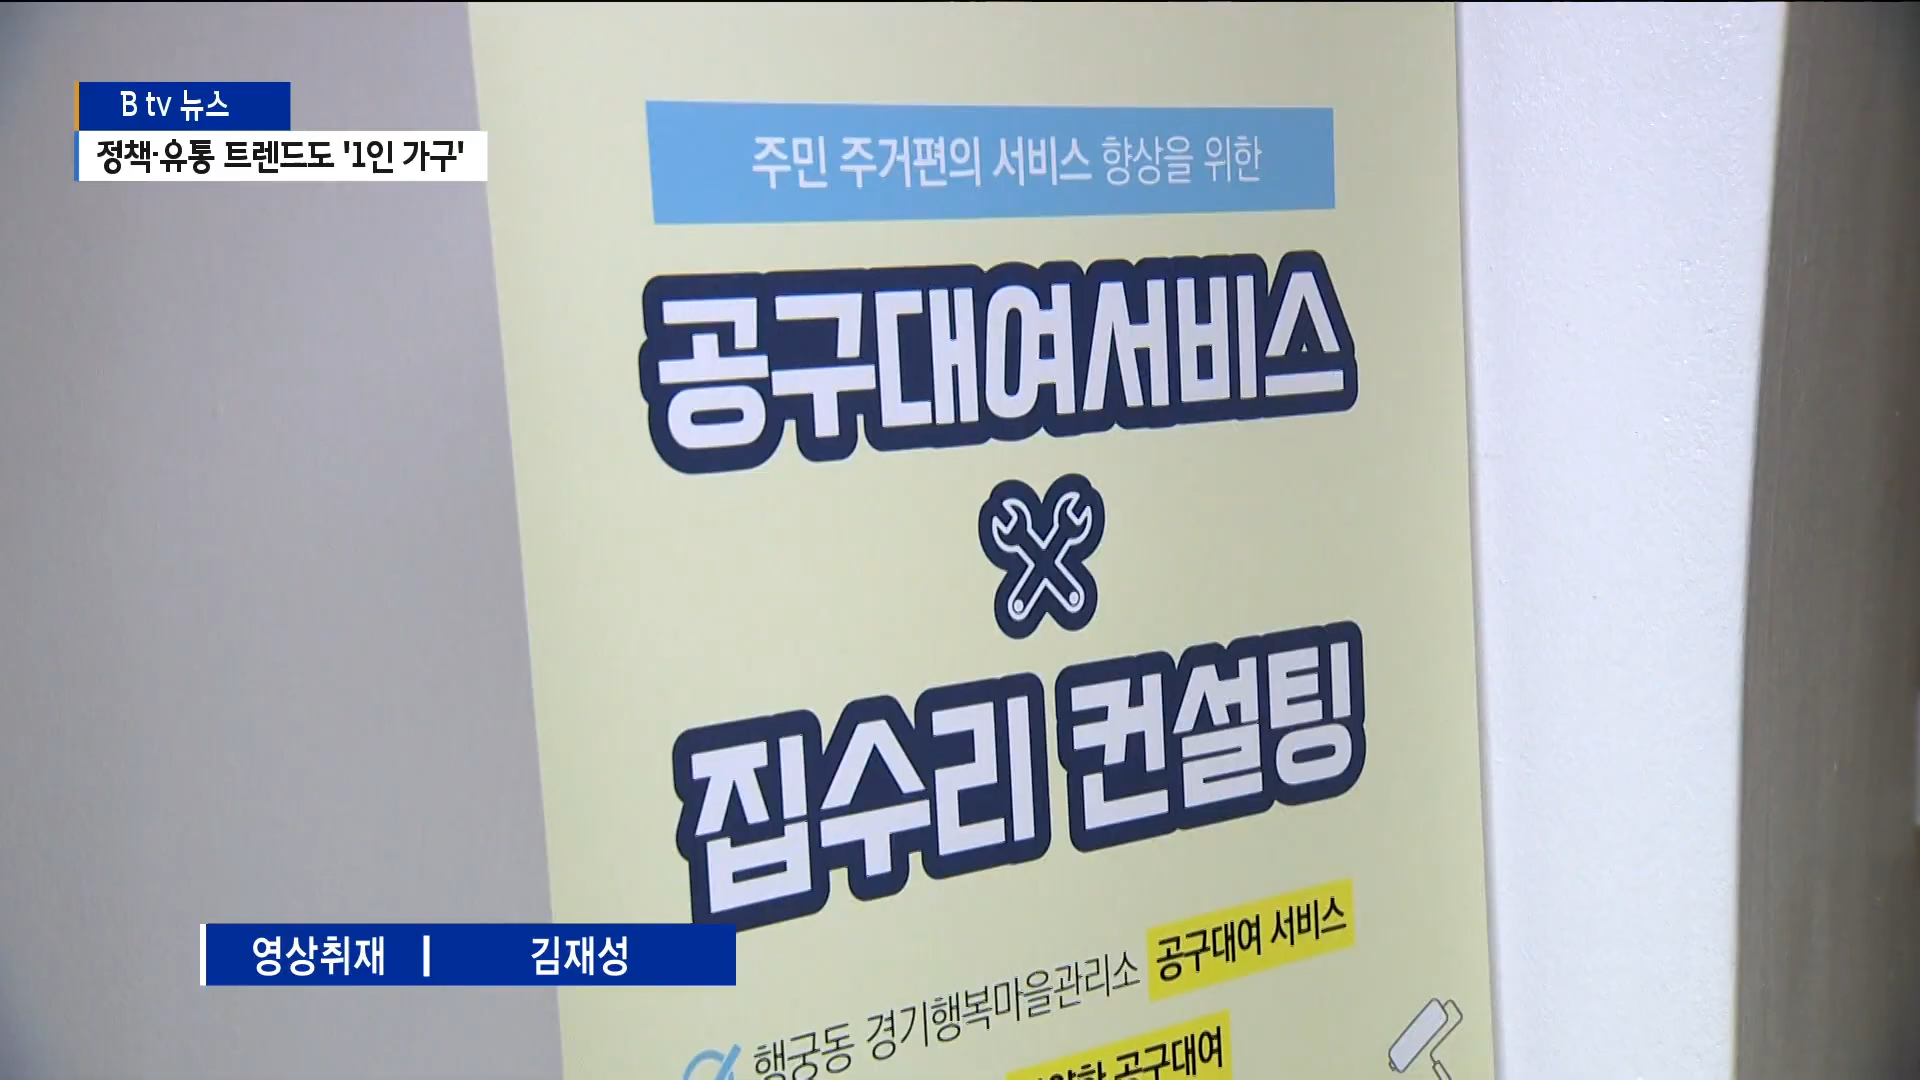 B tv 뉴스
정책·유통 트렌드도 '1인 가구'
주민 주거편의 서비스 향상을 위한
공구대여서비스
집수리 컨설팅
영상취재 | 김재성
행궁동 경기행복마을관리소 공구대여 서비스
공구대여